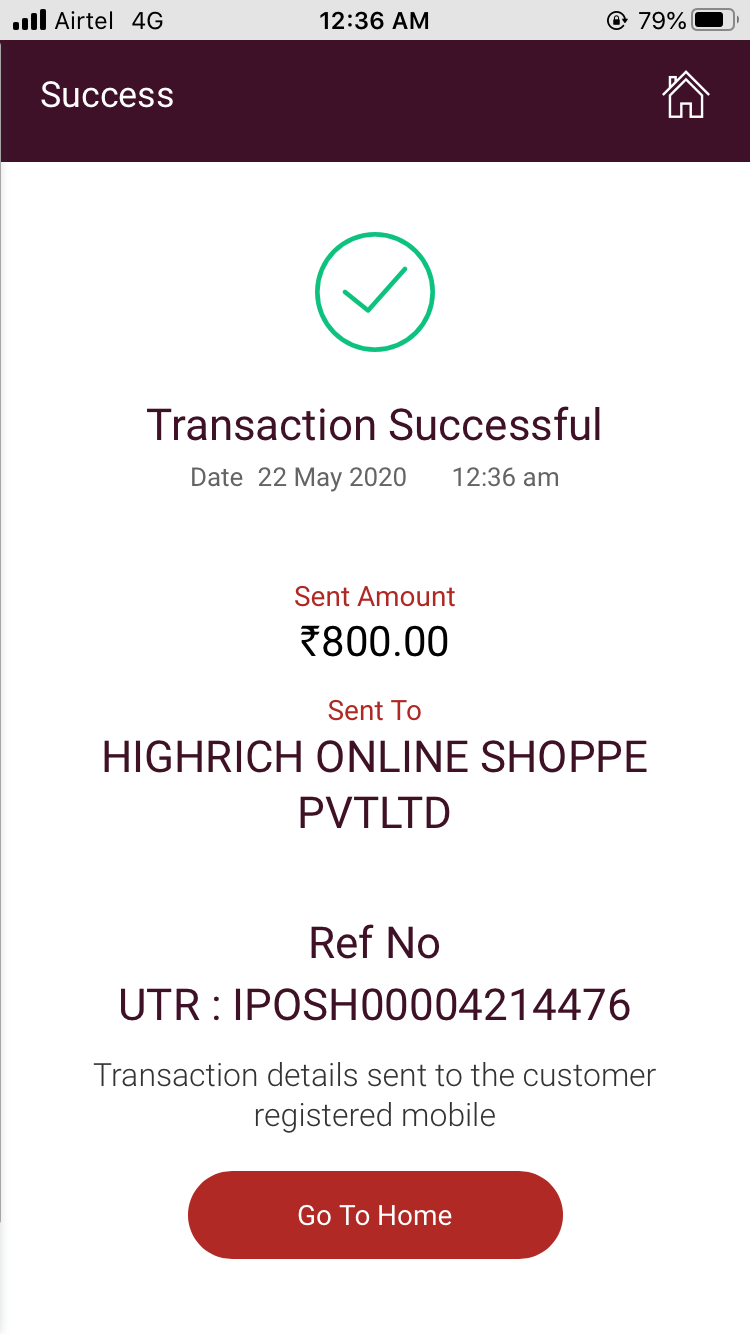 Airtel 4G 12:36 AM 79%
Success
Transaction Successful
Date 22 May 2020 12:36 am
Sent Amount
₹800.00
Sent To
HIGHRICH ONLINE SHOPPE
PVTLTD
Ref No
UTR : IPOSH00004214476
Transaction details sent to the customer
registered mobile
Go To Home